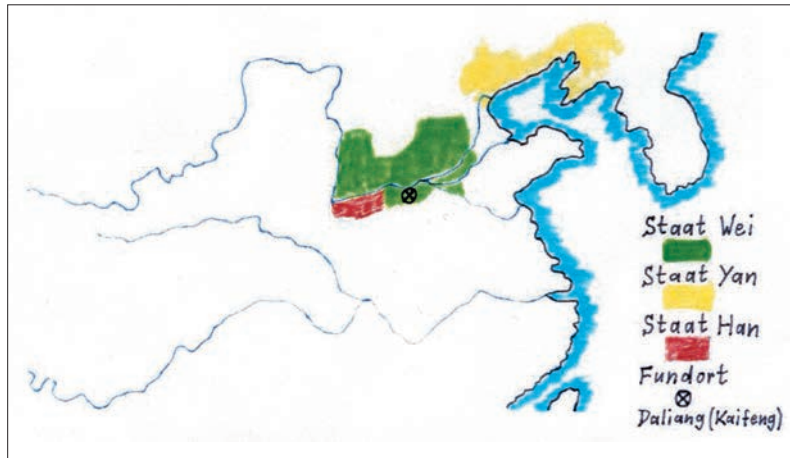 Staat Wei
Staat Yan
Staat Han
Fundort
Daliang (Kaifeng)